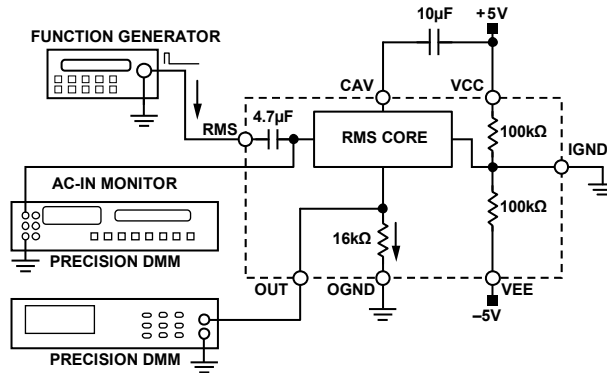 10µF
+5V
FUNCTION GENERATOR
CAV
VCC
4.7µF
RMS
RMS CORE
100kΩ
IGND
AC-IN MONITOR
100kΩ
16kΩ
PRECISION DMM
OUT
OGND
VEE
–5V
PRECISION DMM